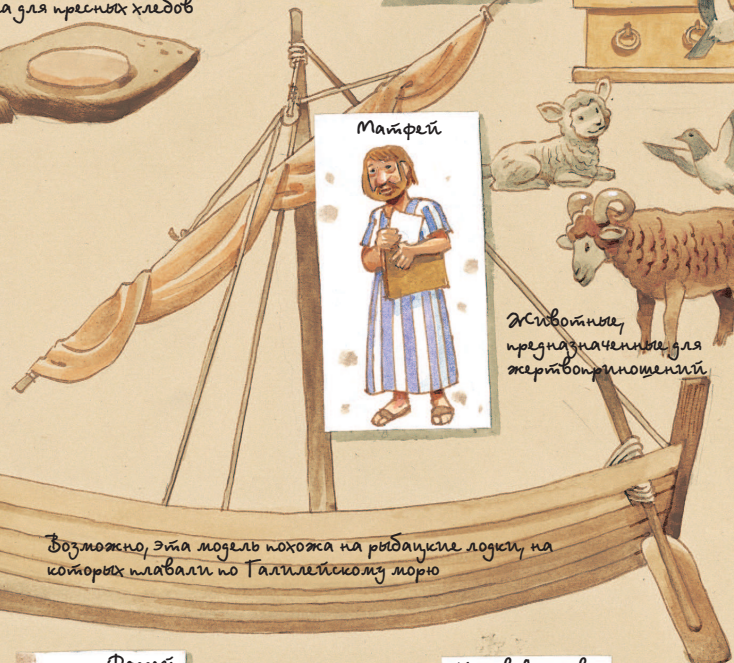 а для пресных хлебов
Матфей
Животные,
предназначенные для
жертвоприношений
Возможно, эта модель похожа на рыбацкие лодки, на
которых плавали по Галилейскому морю